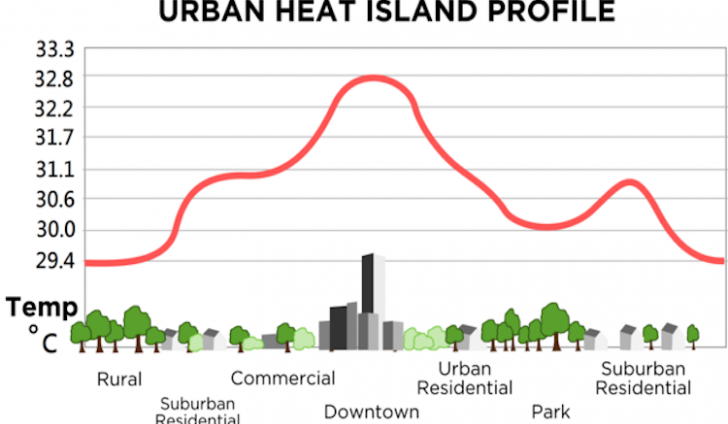 URBAN HEAT ISLAND PROFILE
33.3
32.8
32.2
31.7
31.1
30.6
30.0
29.4
Temp
°C
Rural
Suburban
Residential
Commercial
Downtown
Urban
Residential
Park
Suburban
Residential